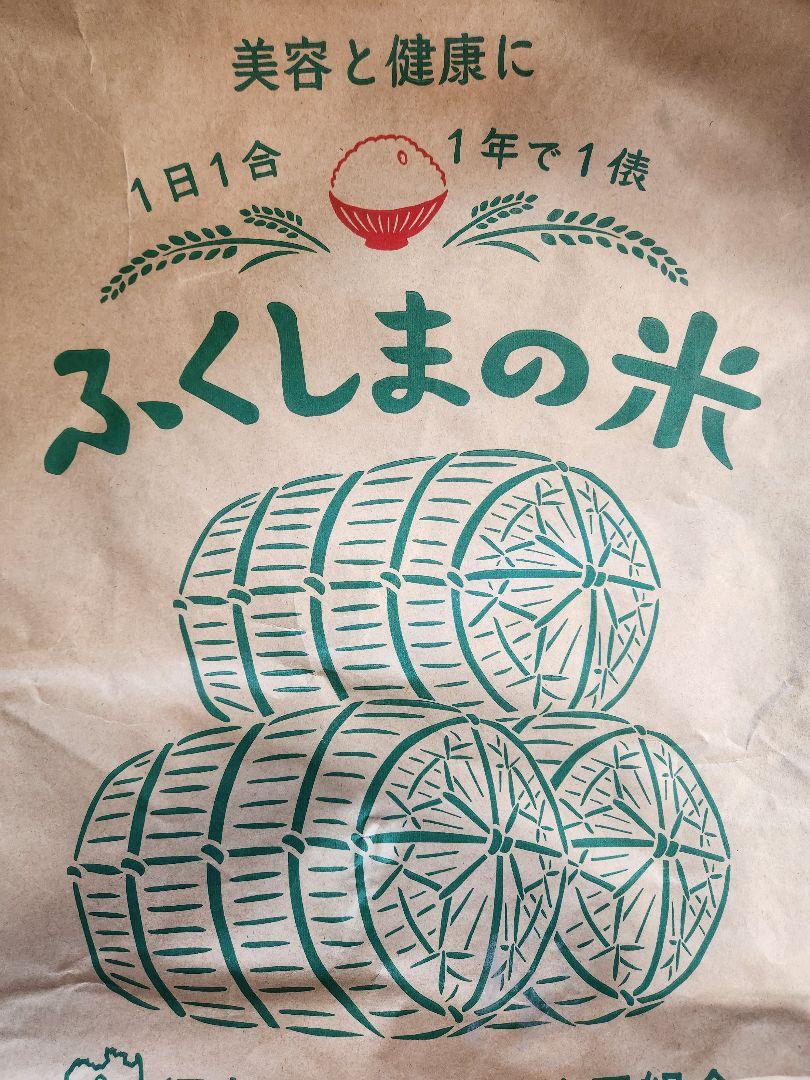 美容と健康に
1日1合 1年で1俵
ふくしまの米